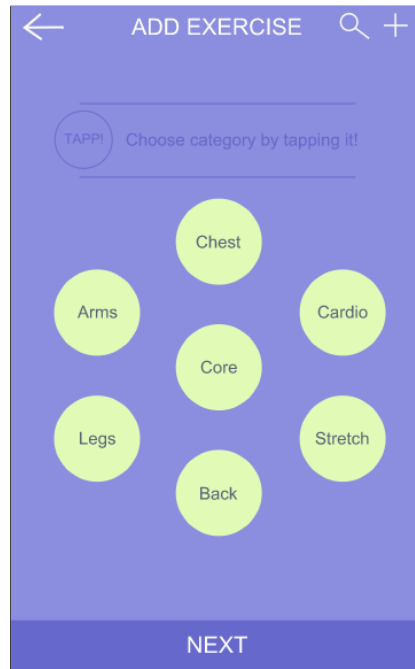 ADD EXERCISE
TAPP! Choose category by tapping it!
Chest
Arms
Cardio
Core
Legs
Stretch
Back
NEXT